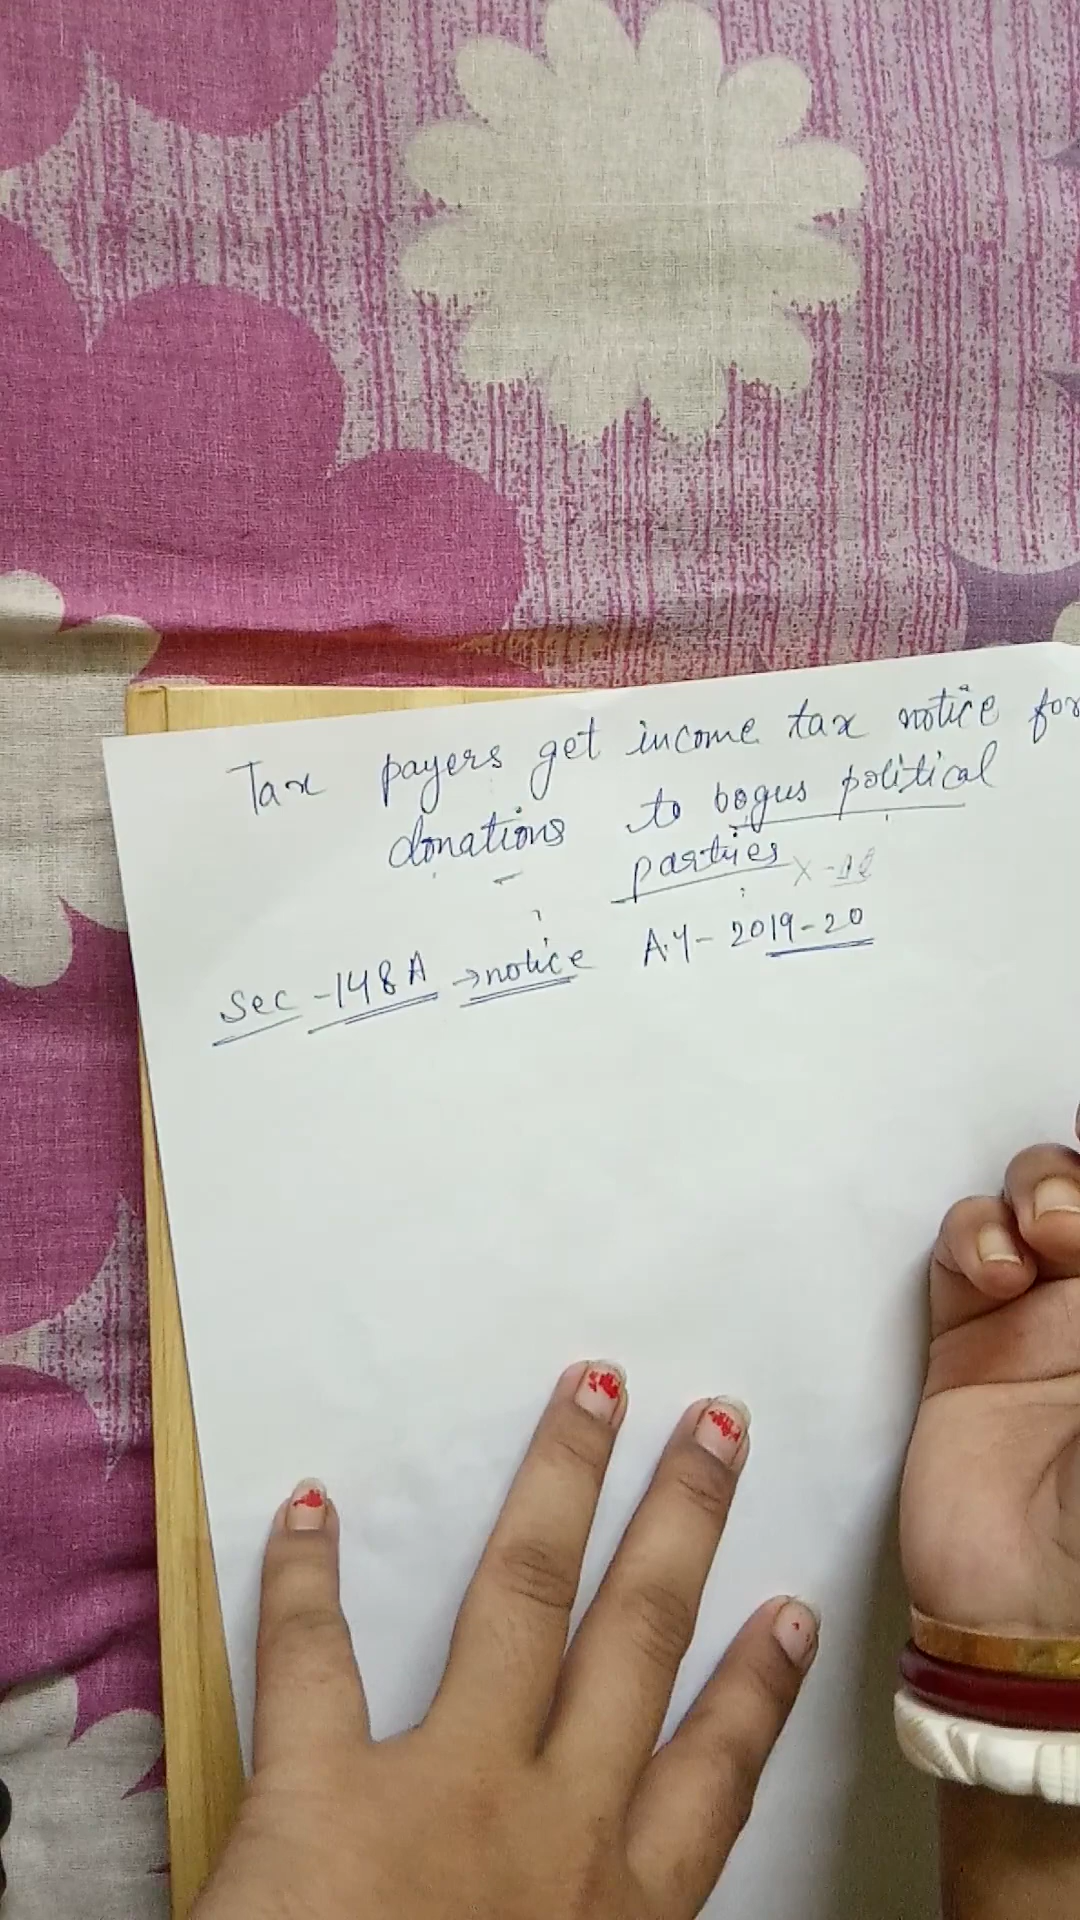 Tax payers get income tax notice for
donations to bogus political
parties
Sec - 148A → notice A.Y - 2019-20